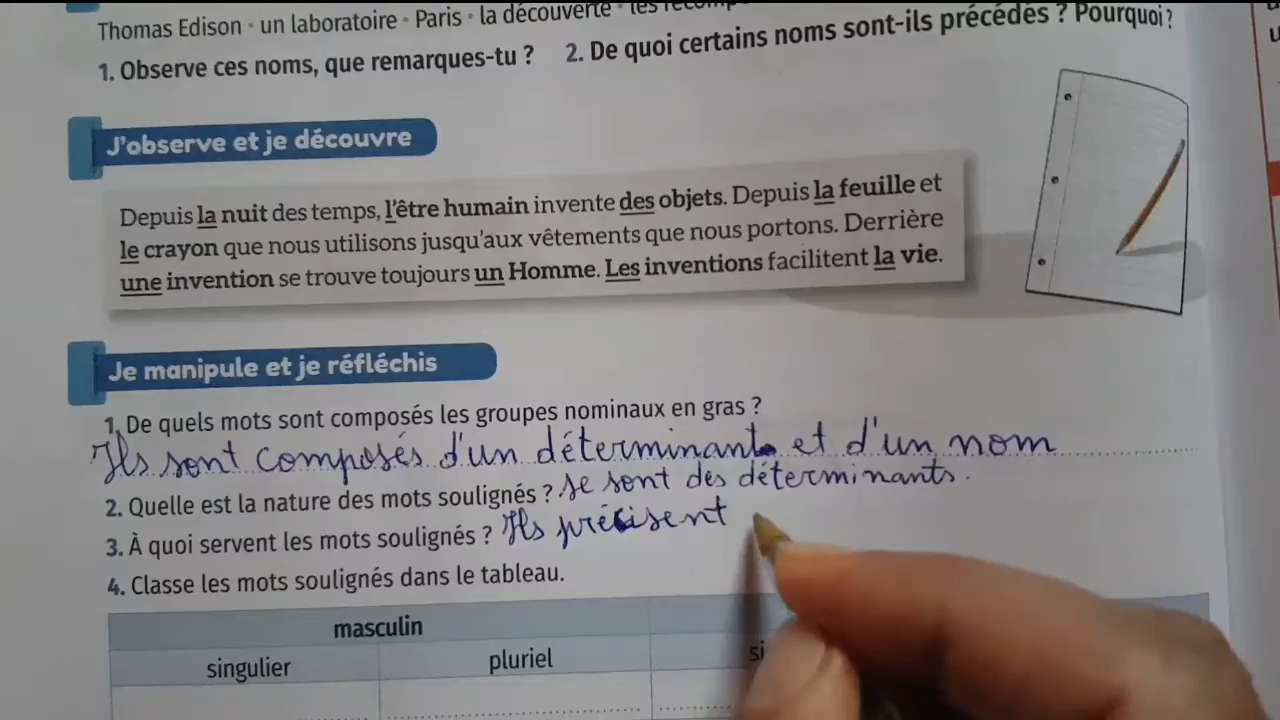 Thomas Edison · un laboratoire · Paris · la découverte · les
1. Observe ces noms, que remarques-tu ? 2. De quoi certains noms sont-ils précédés ? Pourquoi ?
J'observe et je découvre
Depuis la nuit des temps, l'être humain invente des objets. Depuis la feuille et
le crayon que nous utilisons jusqu'aux vêtements que nous portons. Derrière
une invention se trouve toujours un Homme. Les inventions facilitent la vie.
Je manipule et je réfléchis
1. De quels mots sont composés les groupes nominaux en gras ?
Ils sont composés d'un déterminant et d'un nom
2. Quelle est la nature des mots soulignés ? se sont des déterminants.
3. À quoi servent les mots soulignés ? Ils précisent
4. Classe les mots soulignés dans le tableau.
masculin
singulier pluriel si